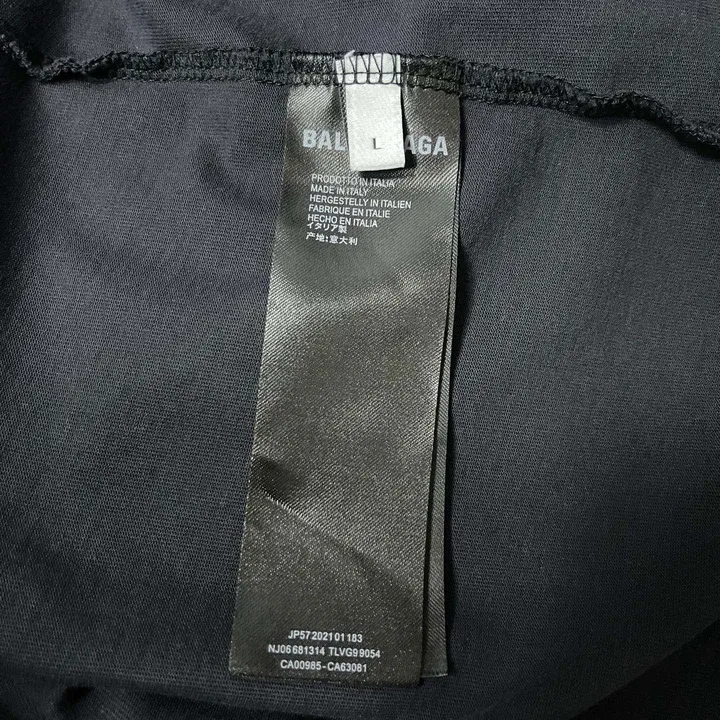 BAL AGA
L
PRODOTTO IN ITALIA
MADE IN ITALY
HERGESTELLY IN ITALIEN
FABRIQUE EN ITALIE
HECHO EN ITALIA
イタリア製
产地:意大利
JP57202101183
NJ06681314 TLVG99054
CA00985-CA63081